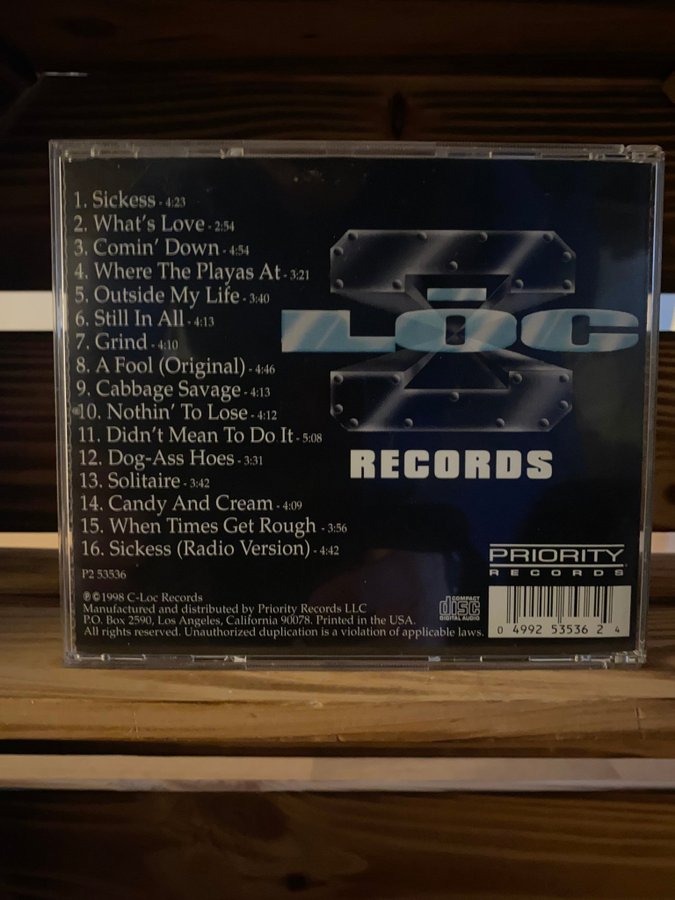 1. Sickess - 4:23
2. What's Love - 2:54
3. Comin' Down - 4:54
4. Where The Playas At - 3:21
5. Outside My Life - 3:40
6. Still In All - 4:13
7. Grind - 4:10
8. A Fool (Original) - 4:46
9. Cabbage Savage - 4:13
10. Nothin' To Lose - 4:12
11. Didn't Mean To Do It - 5:08
12. Dog-Ass Hoes - 3:31
13. Solitaire - 3:42
14. Candy And Cream - 4:09
15. When Times Get Rough - 3:56
16. Sickess (Radio Version) - 4:42
LOC
RECORDS
P2 53536
PRIORITY
RECORDS
℗©1998 C-Loc Records
Manufactured and distributed by Priority Records LLC
P.O. Box 2590, Los Angeles, California 90078. Printed in the USA.
All rights reserved. Unauthorized duplication is a violation of applicable laws.
COMPACT
disc
DIGITAL AUDIO
0 4992 53536 2 4